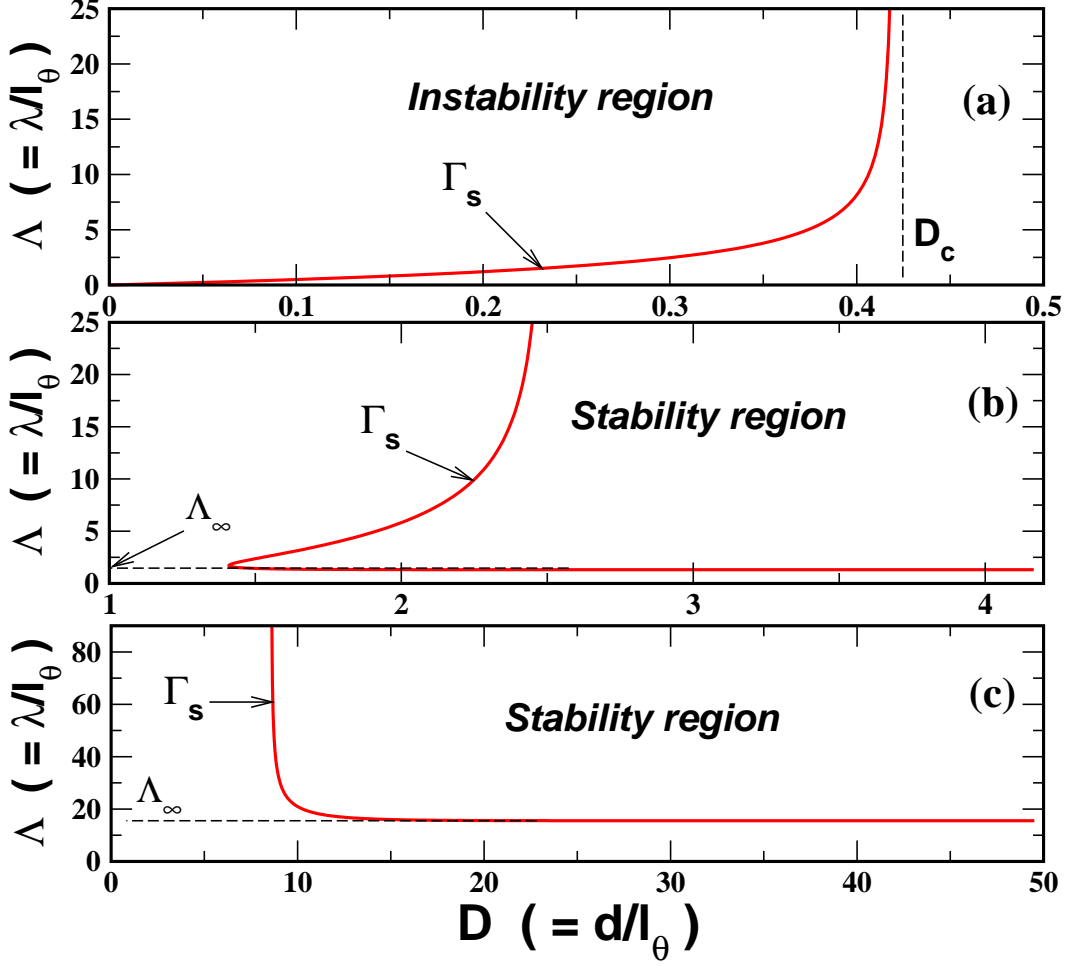 25
20
15
10
5
0
Λ ( = λ/l_θ)
Instability region
(a)
Γ_s
D_c
0 0.1 0.2 0.3 0.4 0.5
25
20
15
10
5
0
Λ ( = λ/l_θ)
Γ_s
Stability region
(b)
Λ_∞
1 2 3 4
80
60
40
20
0
Λ ( = λ/l_θ)
Γ_s
Stability region
(c)
Λ_∞
0 10 20 30 40 50
D ( = d/l_θ)